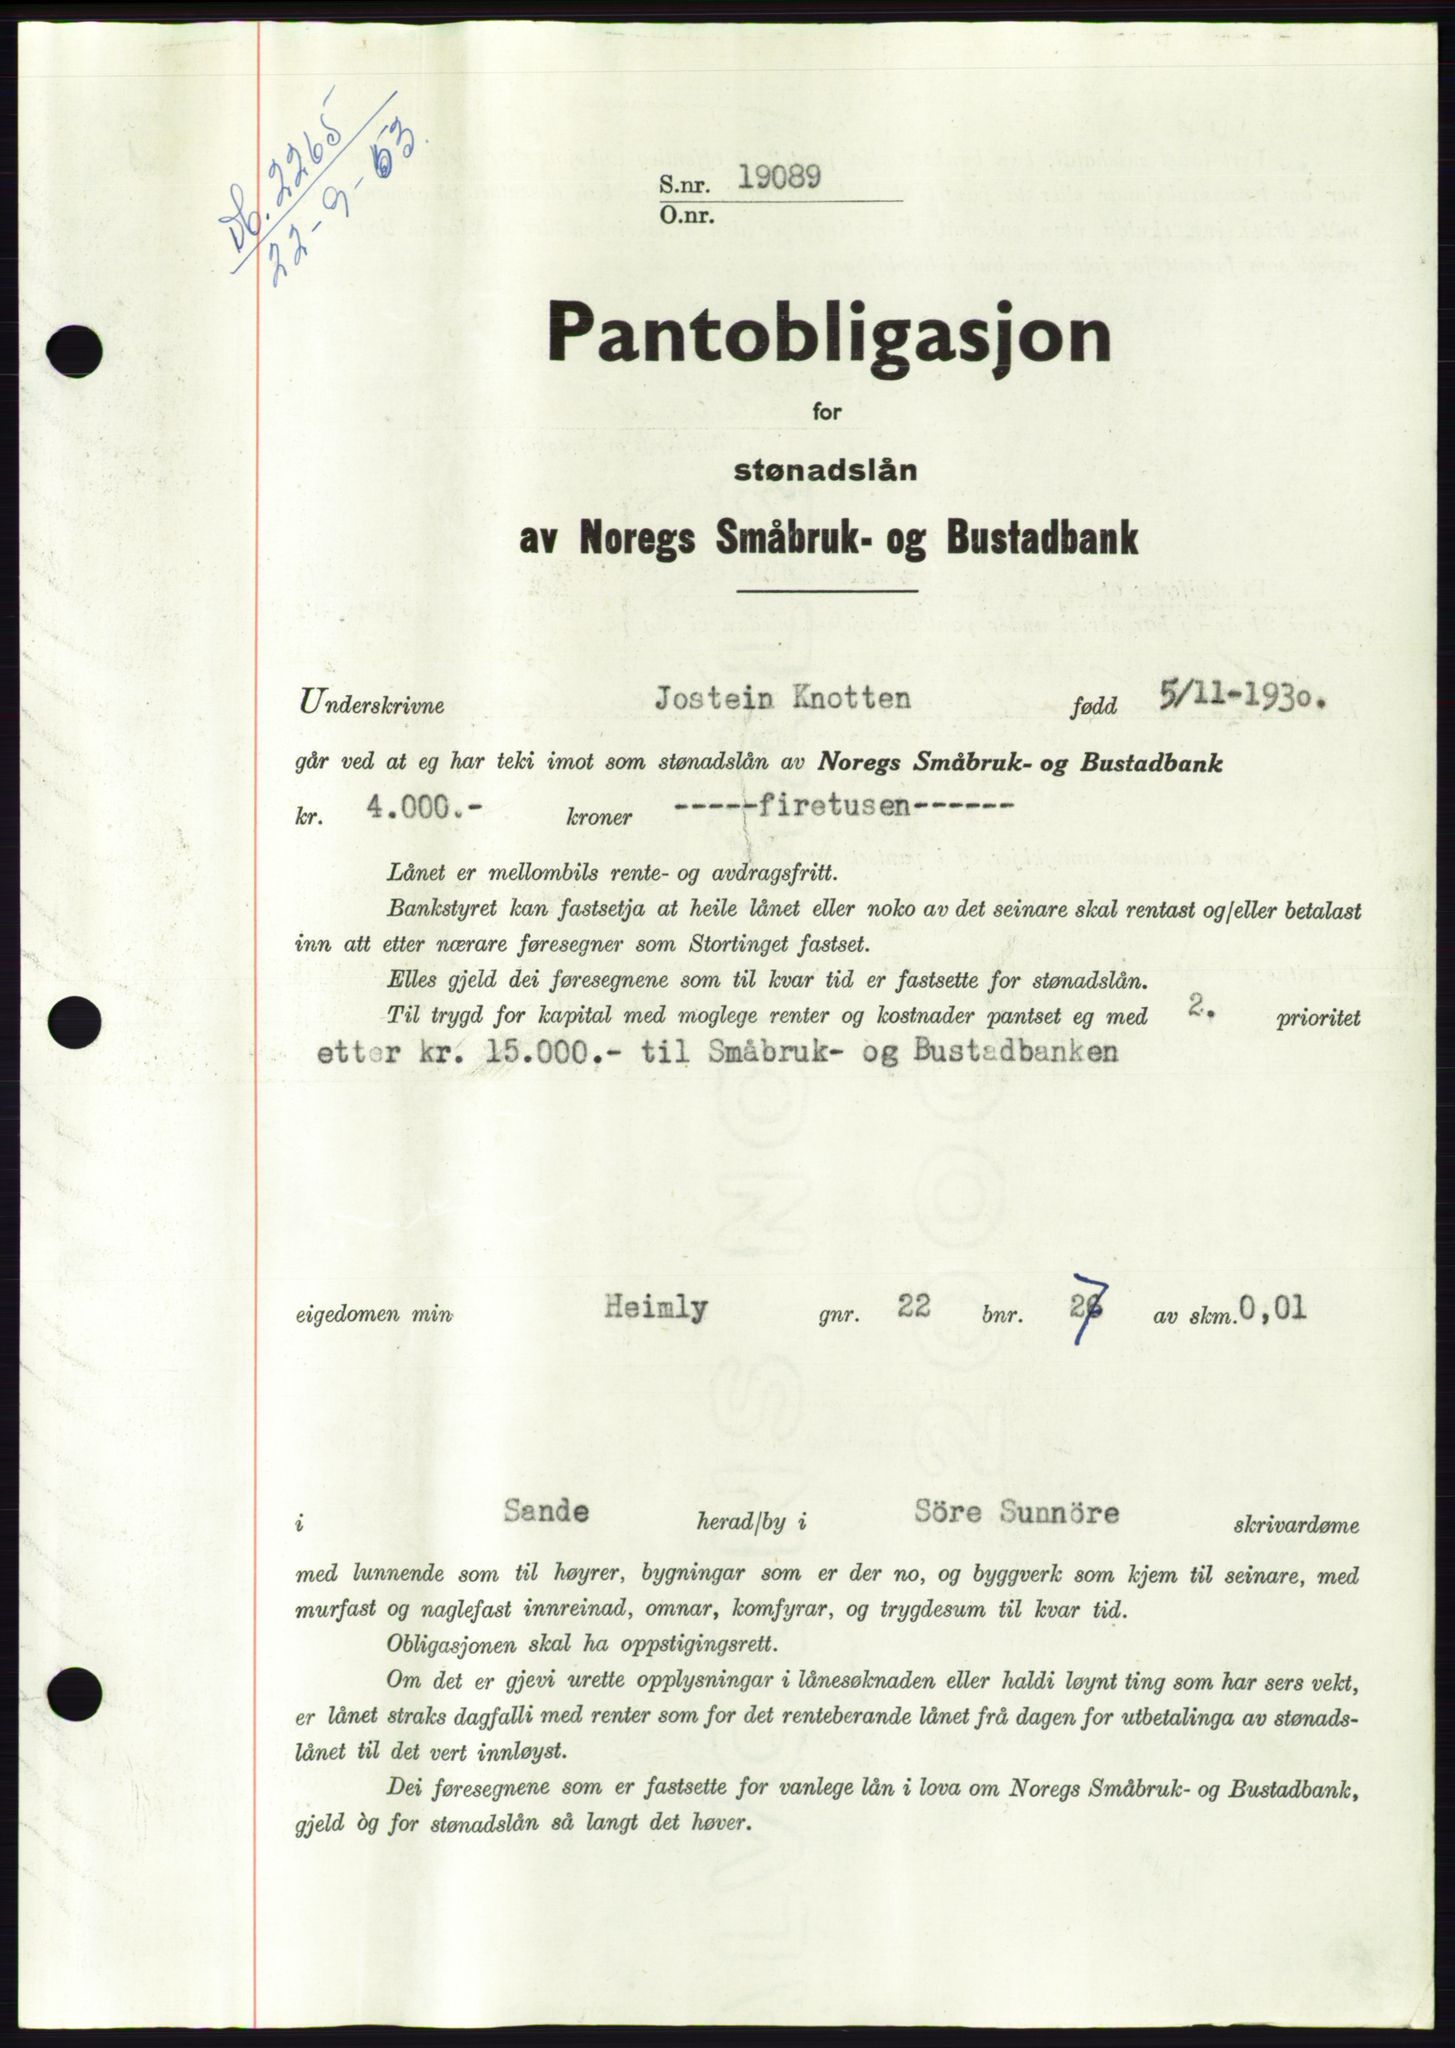 Db. 2265
22-9-53.
S.nr. 19089
O.nr.
Pantobligasjon
for
stønadslån
av Noregs Småbruk- og Bustadbank
Underskrivne Jostein Knotten fødd 5/11-1930.
går ved at eg har teki imot som stønadslån av Noregs Småbruk- og Bustadbank
kr. 4.000.- kroner -----firetusen------
Lånet er mellombils rente- og avdragsfritt.
Bankstyret kan fastsetja at heile lånet eller noko av det seinare skal rentast og/eller betalast
inn att etter nærare føresegner som Stortinget fastset.
Elles gjeld dei føresegnene som til kvar tid er fastsette for stønadslån.
Til trygd for kapital med moglege renter og kostnader pantset eg med 2. prioritet
etter kr. 15.000.- til Småbruk- og Bustadbanken
eigedomen min Heimly gnr. 22 bnr. 27 av skm. 0,01
i Sande herad/by i Söre Sunnöre skrivardøme
med lunnende som til høyrer, bygningar som er der no, og byggverk som kjem til seinare, med
murfast og naglefast innreinad, omnar, komfyrar, og trygdesum til kvar tid.
Obligasjonen skal ha oppstigingsrett.
Om det er gjevi urette opplysningar i lånesøknaden eller haldi løynt ting som har sers vekt,
er lånet straks dagfalli med renter som for det renteberande lånet frå dagen for utbetalinga av stønads-
lånet til det vert innløyst.
Dei føresegnene som er fastsette for vanlege lån i lova om Noregs Småbruk- og Bustadbank,
gjeld òg for stønadslån så langt det høver.